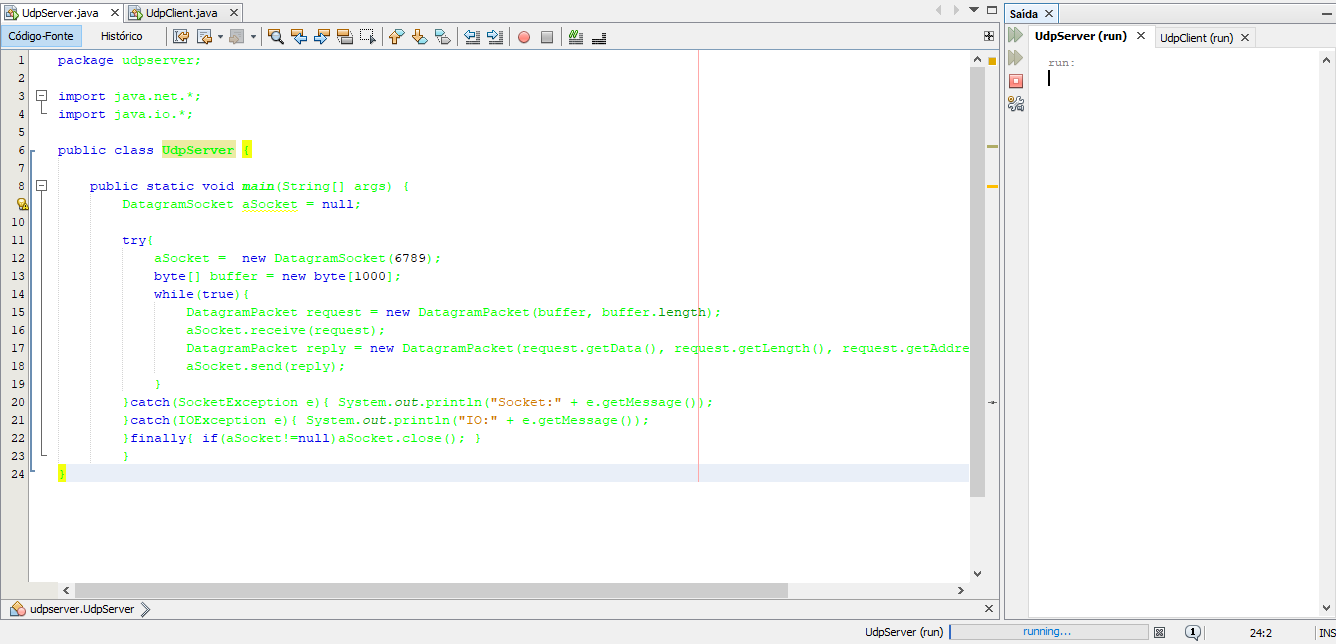 UdpServer.java UdpClient.java Saída
Código-Fonte Histórico UdpServer (run) UdpClient (run)
run:
1 package udpserver;
2
3 import java.net.*;
4 import java.io.*;
5
6 public class UdpServer {
7
8 public static void main(String[] args) {
DatagramSocket aSocket = null;
10
11 try{
12 aSocket =  new DatagramSocket(6789);
13 byte[] buffer = new byte[1000];
14 while(true){
15 DatagramPacket request = new DatagramPacket(buffer, buffer.length);
16 aSocket.receive(request);
17 DatagramPacket reply = new DatagramPacket(request.getData(), request.getLength(), request.getAddre
18 aSocket.send(reply);
19 }
20 }catch(SocketException e){ System.out.println("Socket:" + e.getMessage());
21 }catch(IOException e){ System.out.println("IO:" + e.getMessage());
22 }finally{ if(aSocket!=null)aSocket.close(); }
23 }
24 }
udpserver.UdpServer
UdpServer (run) running... 1 24:2 INS